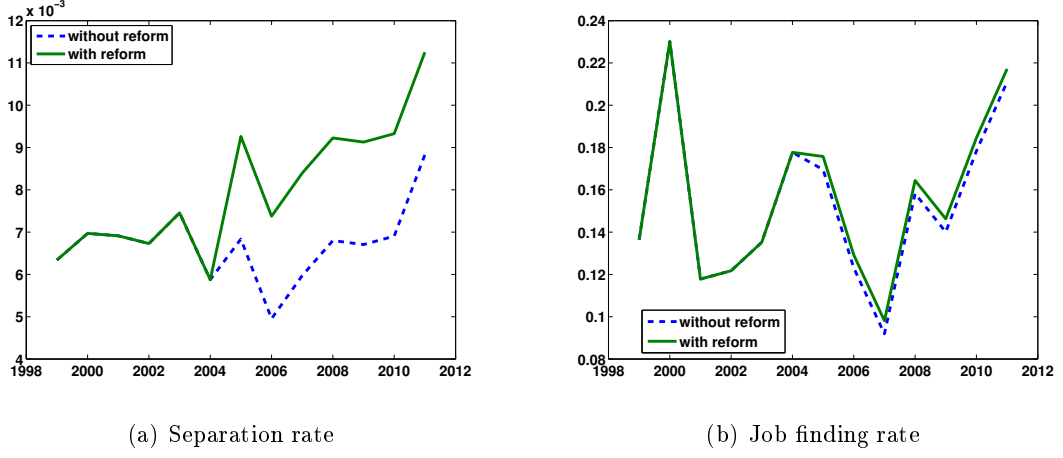 x 10⁻³
12
11
10
9
8
7
6
5
4
1998 2000 2002 2004 2006 2008 2010 2012
without reform
with reform
(a) Separation rate
0.24
0.22
0.2
0.18
0.16
0.14
0.12
0.1
0.08
1998 2000 2002 2004 2006 2008 2010 2012
without reform
with reform
(b) Job finding rate